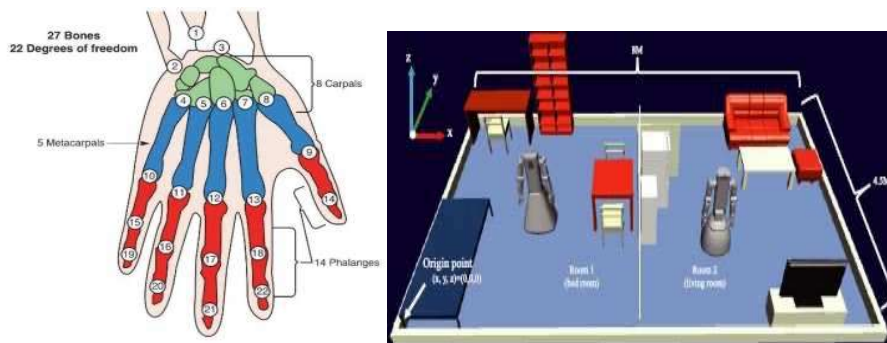 27 Bones
22 Degrees of freedom
1
3
2
8 Carpals
4
5
6
7
8
5 Metacarpals
9
10
11
12
13
14
15
16
17
18
14 Phalanges
19
20
21
22
8M
z
y
x
Origin point
(x, y, z)=(0,0,0)
Room 1
(bed room)
Room 2
(living room)